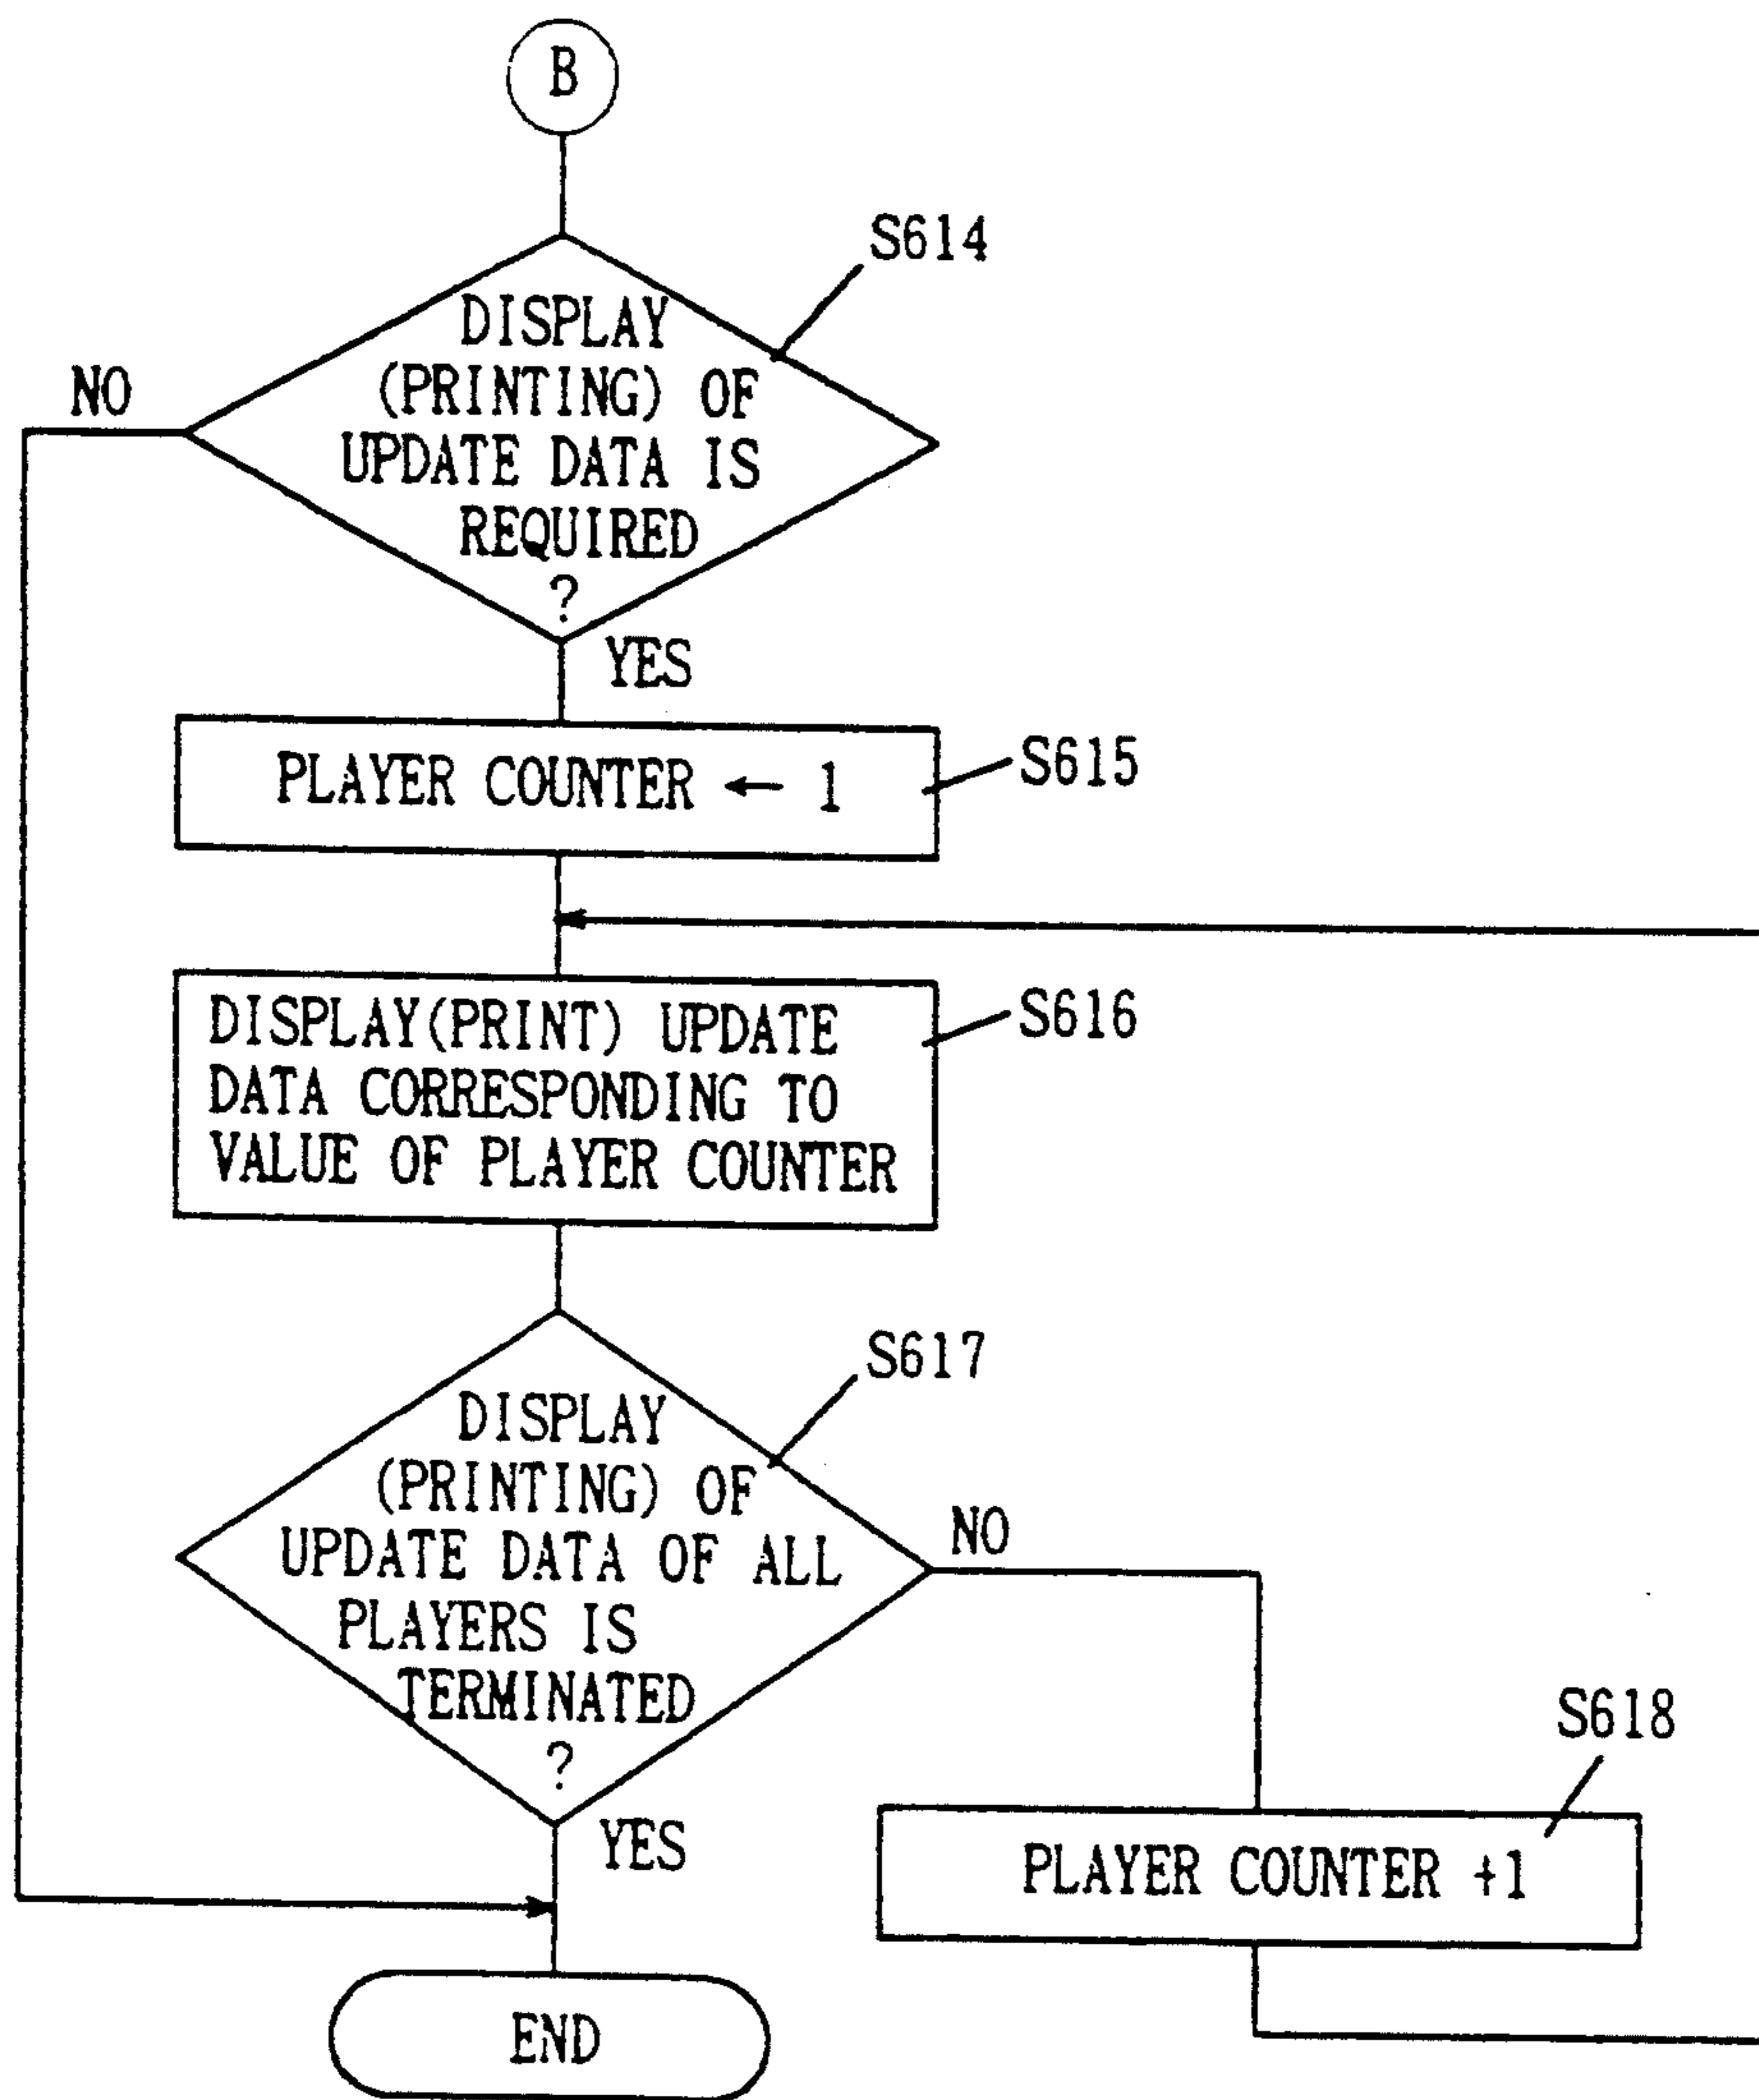 B
S614
DISPLAY
(PRINTING) OF
UPDATE DATA IS
REQUIRED
?
NO
YES
PLAYER COUNTER ← 1
S615
DISPLAY(PRINT) UPDATE
DATA CORRESPONDING TO
VALUE OF PLAYER COUNTER
S616
S617
DISPLAY
(PRINTING) OF
UPDATE DATA OF ALL
PLAYERS IS
TERMINATED
?
NO
YES
S618
PLAYER COUNTER +1
END